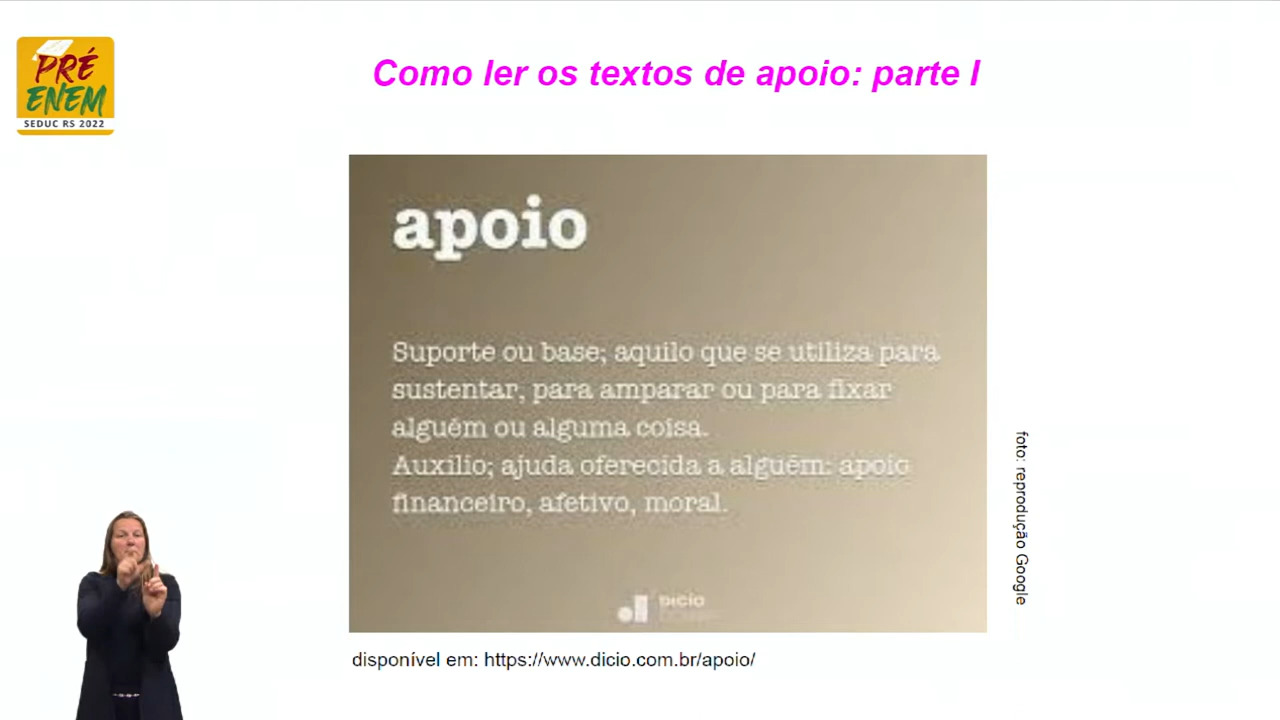 PRÉ
ENEM
SEDUC RS 2022
Como ler os textos de apoio: parte I
apoio
Suporte ou base; aquilo que se utiliza para
sustentar, para amparar ou para fixar
alguém ou alguma coisa.
Auxílio; ajuda oferecida a alguém: apoio
financeiro, afetivo, moral.
DICIO
foto: reprodução Google
disponível em: https://www.dicio.com.br/apoio/